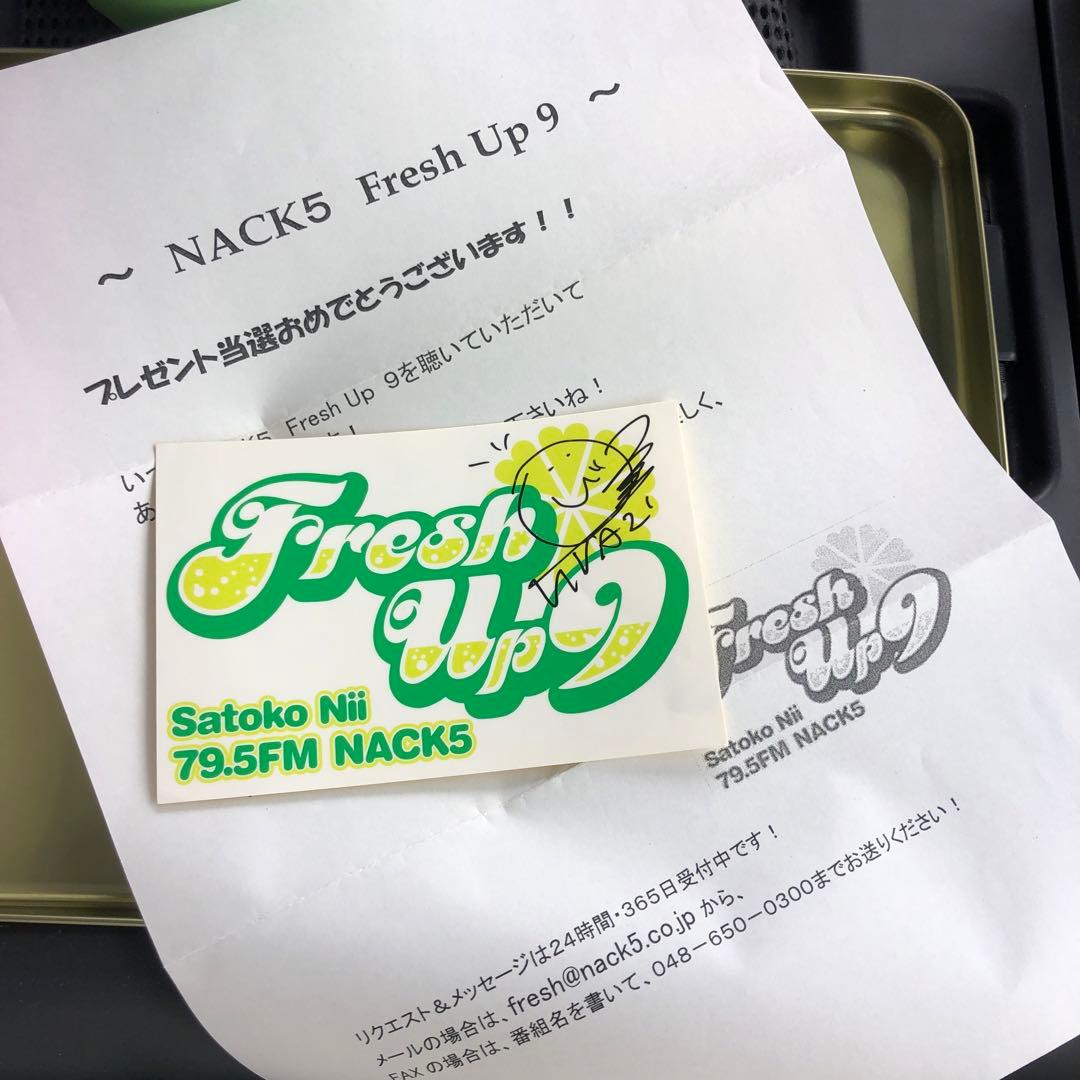 ～ NACK5 Fresh Up 9 ～
プレゼント当選おめでとうございます！！
Fresh Up 9を聴いていただいて
さいね！
しく、
Fresh
Up 9
Satoko Nii
79.5FM NACK5
Fresh
Up 9
Satoko Nii
79.5FM NACK5
リクエスト＆メッセージは24時間・365日受付中です！
メールの場合は、fresh@nack5.co.jp から、
FAXの場合は、番組名を書いて、048－650－0300までお送りください！